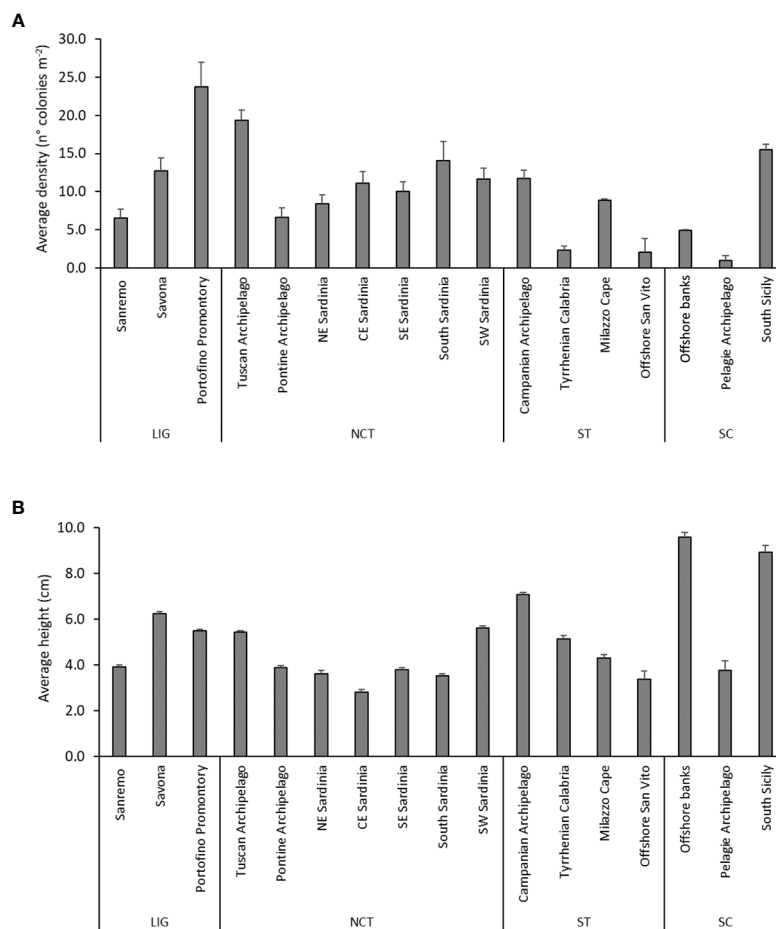 A
Average density (n° colonies m⁻²)
30.0
25.0
20.0
15.0
10.0
5.0
0.0
Sanremo
Savona
Portofino Promontory
Tuscan Archipelago
Pontine Archipelago
NE Sardinia
CE Sardinia
SE Sardinia
South Sardinia
SW Sardinia
Campanian Archipelago
Tyrrhenian Calabria
Milazzo Cape
Offshore San Vito
Offshore banks
Pelagie Archipelago
South Sicily
LIG NCT ST SC
B
Average height (cm)
10.0
8.0
6.0
4.0
2.0
0.0
Sanremo
Savona
Portofino Promontory
Tuscan Archipelago
Pontine Archipelago
NE Sardinia
CE Sardinia
SE Sardinia
South Sardinia
SW Sardinia
Campanian Archipelago
Tyrrhenian Calabria
Milazzo Cape
Offshore San Vito
Offshore banks
Pelagie Archipelago
South Sicily
LIG NCT ST SC